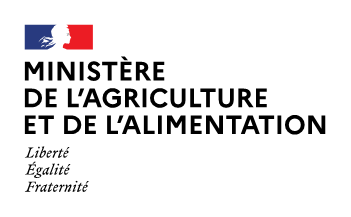 MINISTÈRE
DE L’AGRICULTURE
ET DE L’ALIMENTATION
Liberté
Égalité
Fraternité